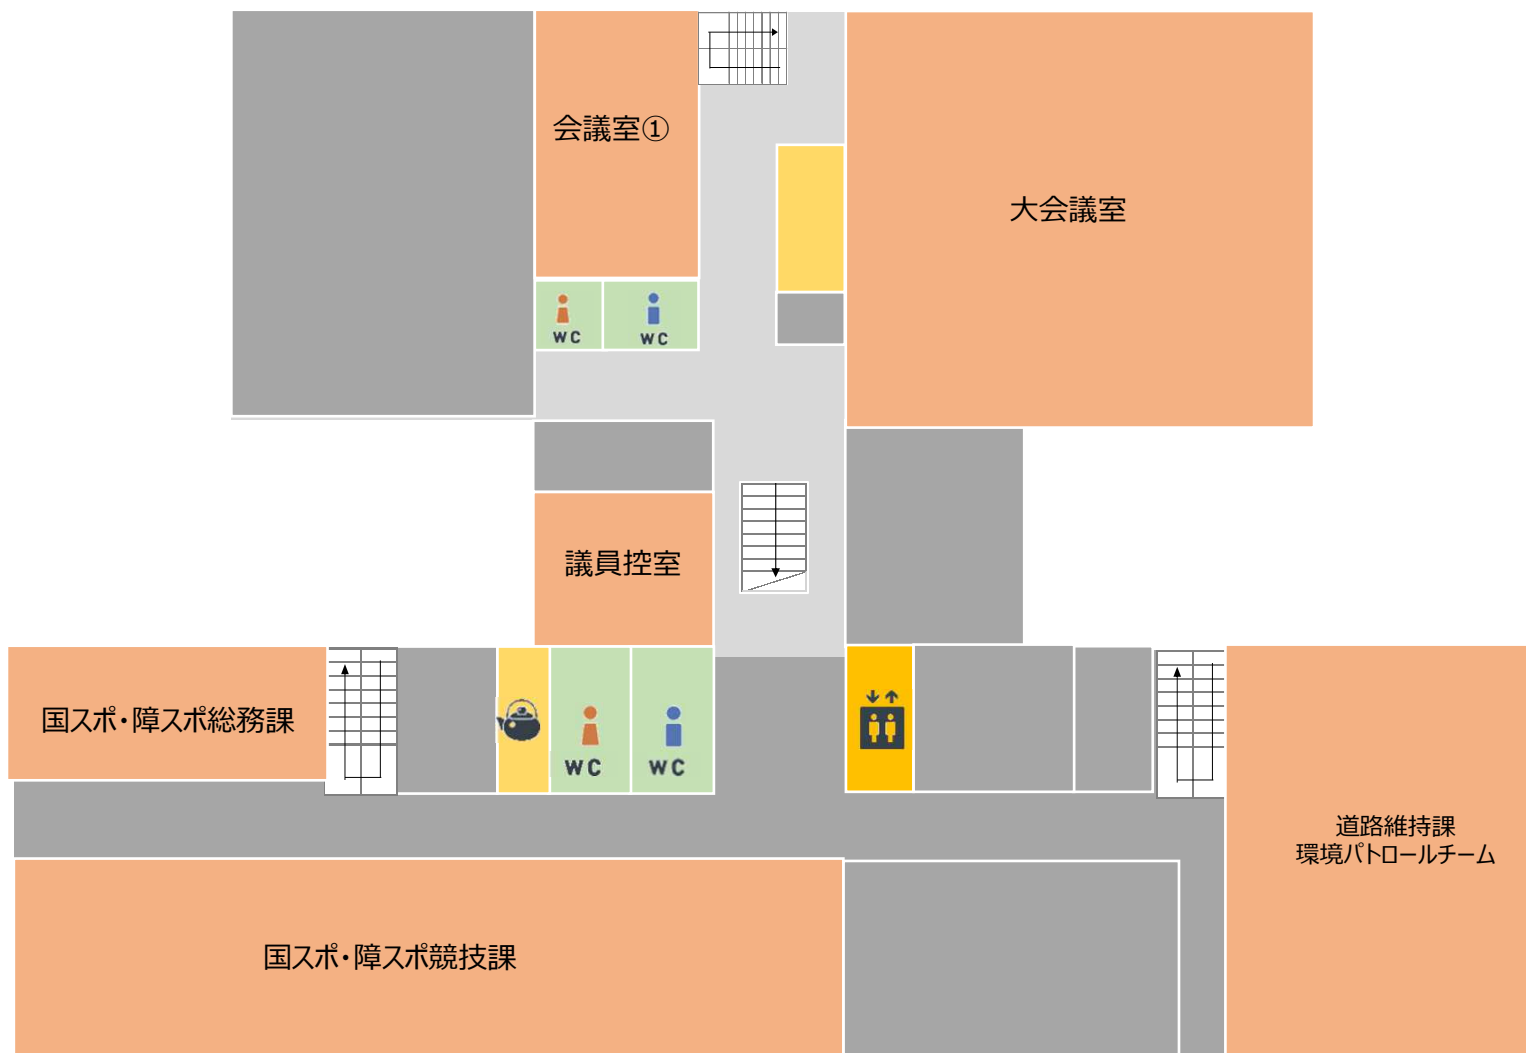 会議室①
大会議室
WC
WC
議員控室
国スポ・障スポ総務課
WC
WC
道路維持課
環境パトロールチーム
国スポ・障スポ競技課